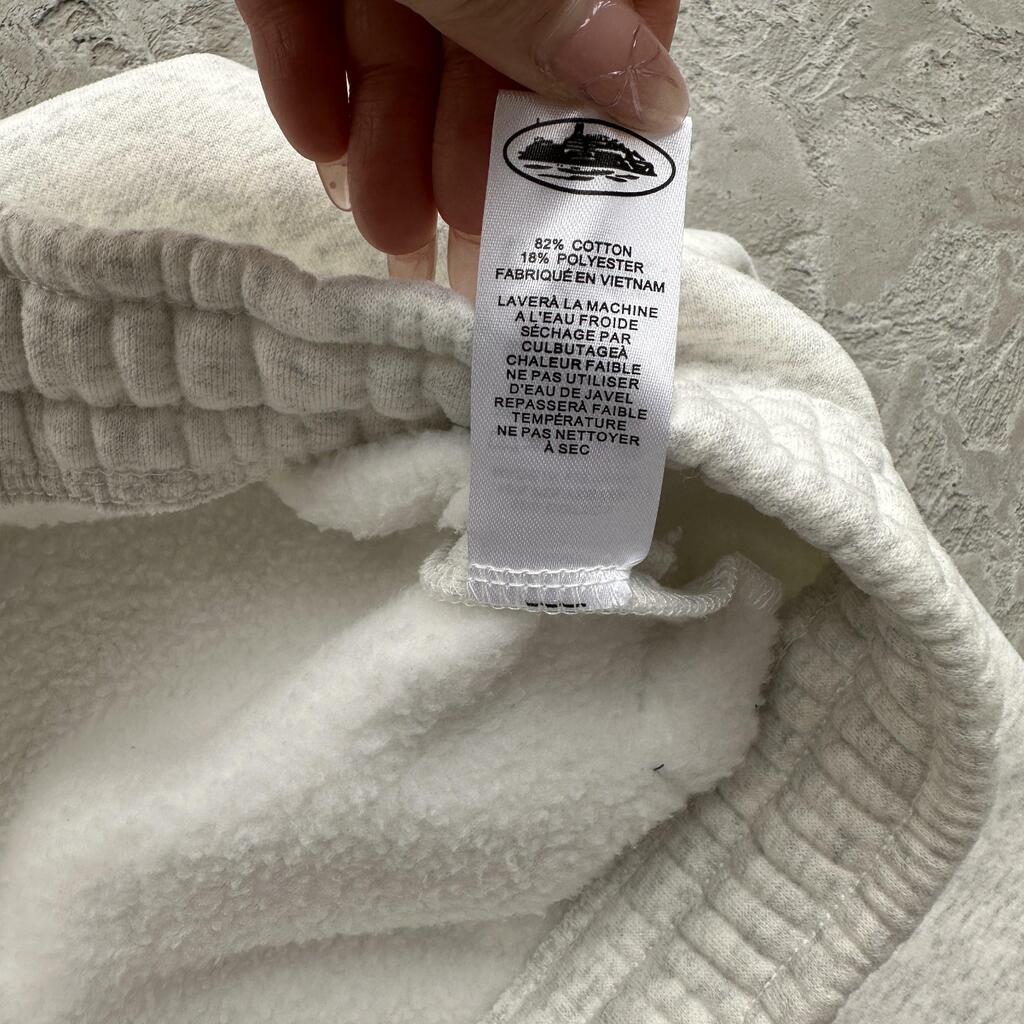 82% COTTON
18% POLYESTER
FABRIQUÉ EN VIETNAM
LAVERÀ LA MACHINE
A L'EAU FROIDE
SÉCHAGE PAR
CULBUTAGEÀ
CHALEUR FAIBLE
NE PAS UTILISER
D'EAU DE JAVEL
REPASSERÀ FAIBLE
TEMPÉRATURE
NE PAS NETTOYER
À SEC